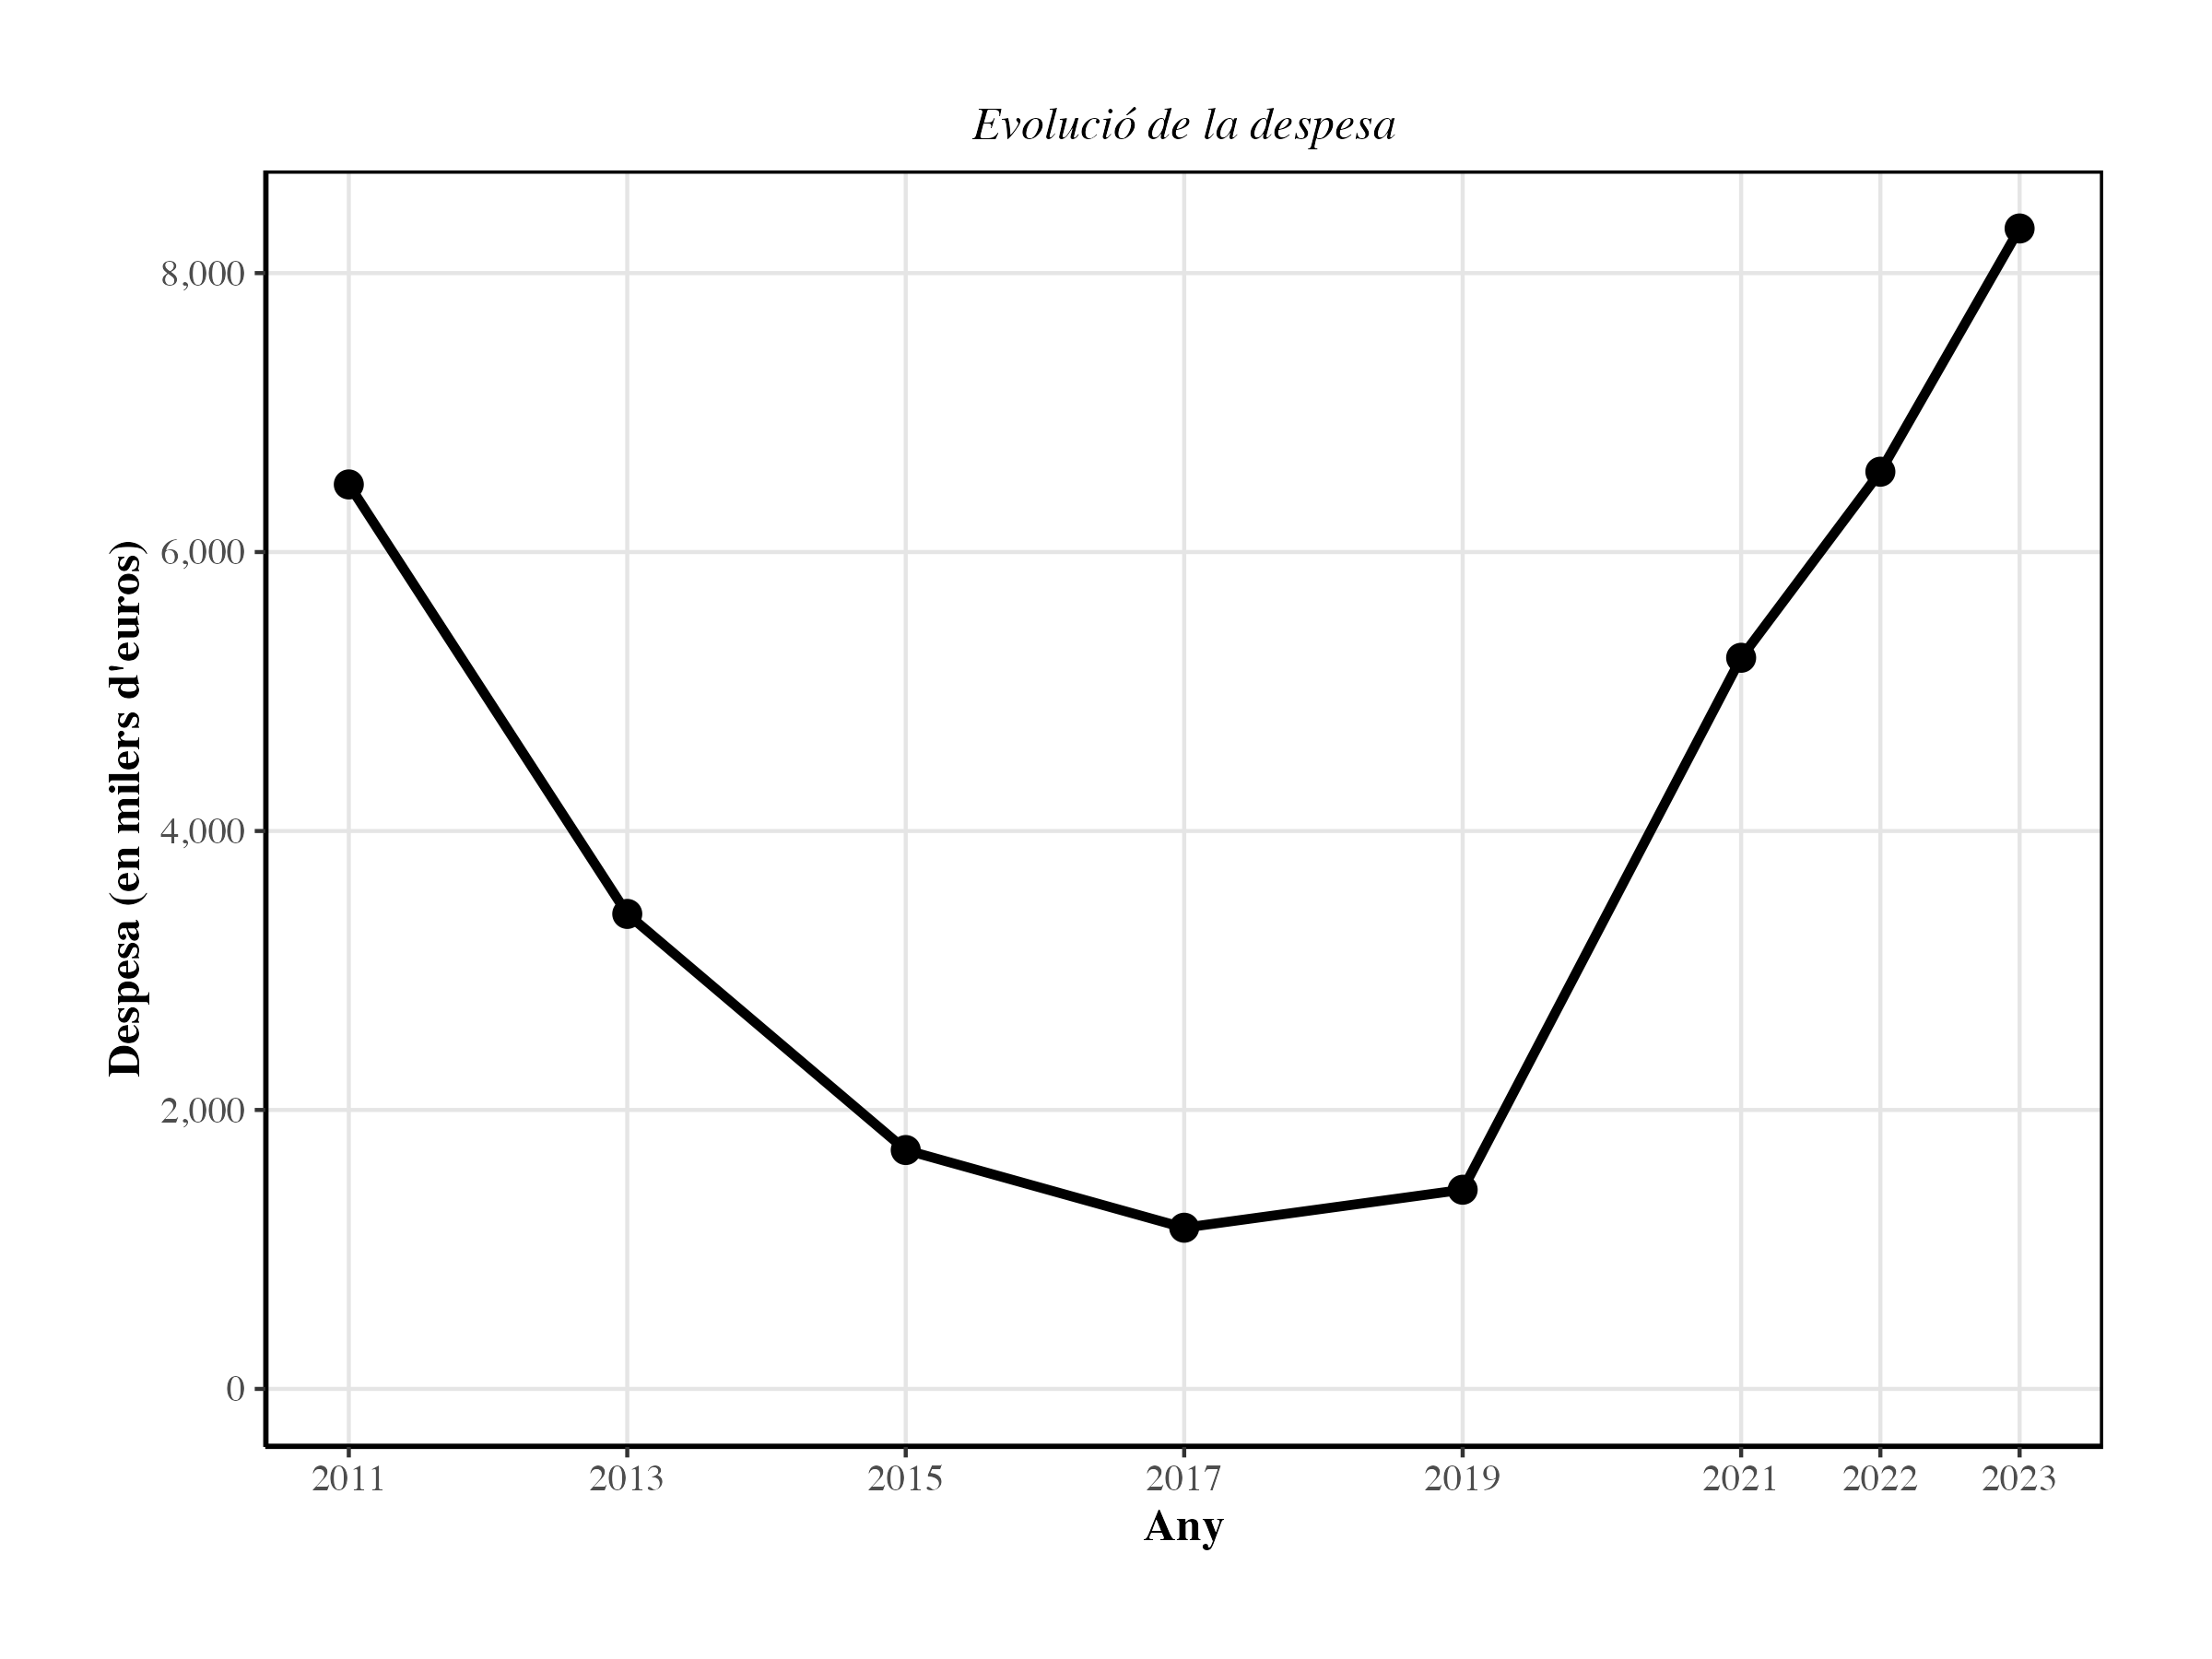 Evolució de la despesa
Despesa (en milers d'euros)
8,000
6,000
4,000
2,000
0
2011 2013 2015 2017 2019 2021 2022 2023
Any